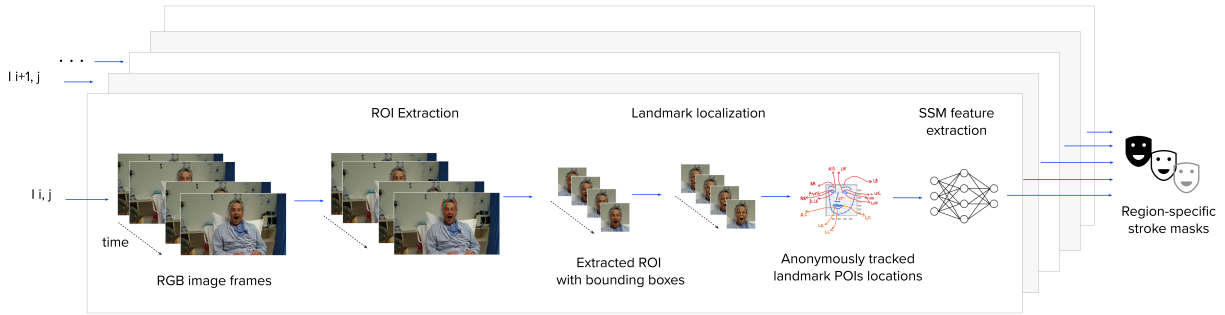 . . .
I i+1, j
ROI Extraction
Landmark localization
SSM feature
extraction
I i, j
time
RGB image frames
Extracted ROI
with bounding boxes
Anonymously tracked
landmark POIs locations
Region-specific
stroke masks